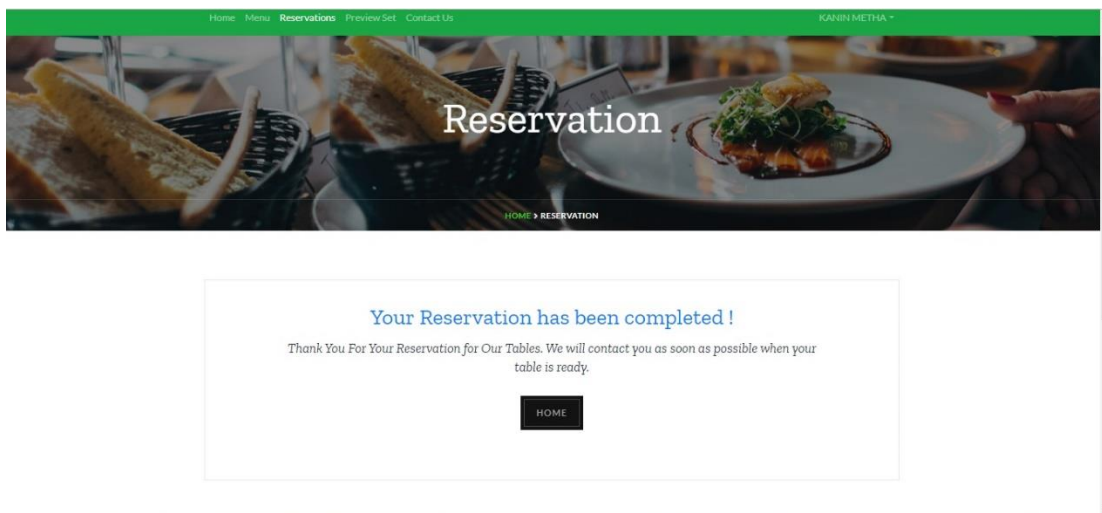 Home Menu Reservations Preview Set Contact Us KANIN METHA
Reservation
HOME > RESERVATION
Your Reservation has been completed !
Thank You For Your Reservation for Our Tables. We will contact you as soon as possible when your
table is ready.
HOME